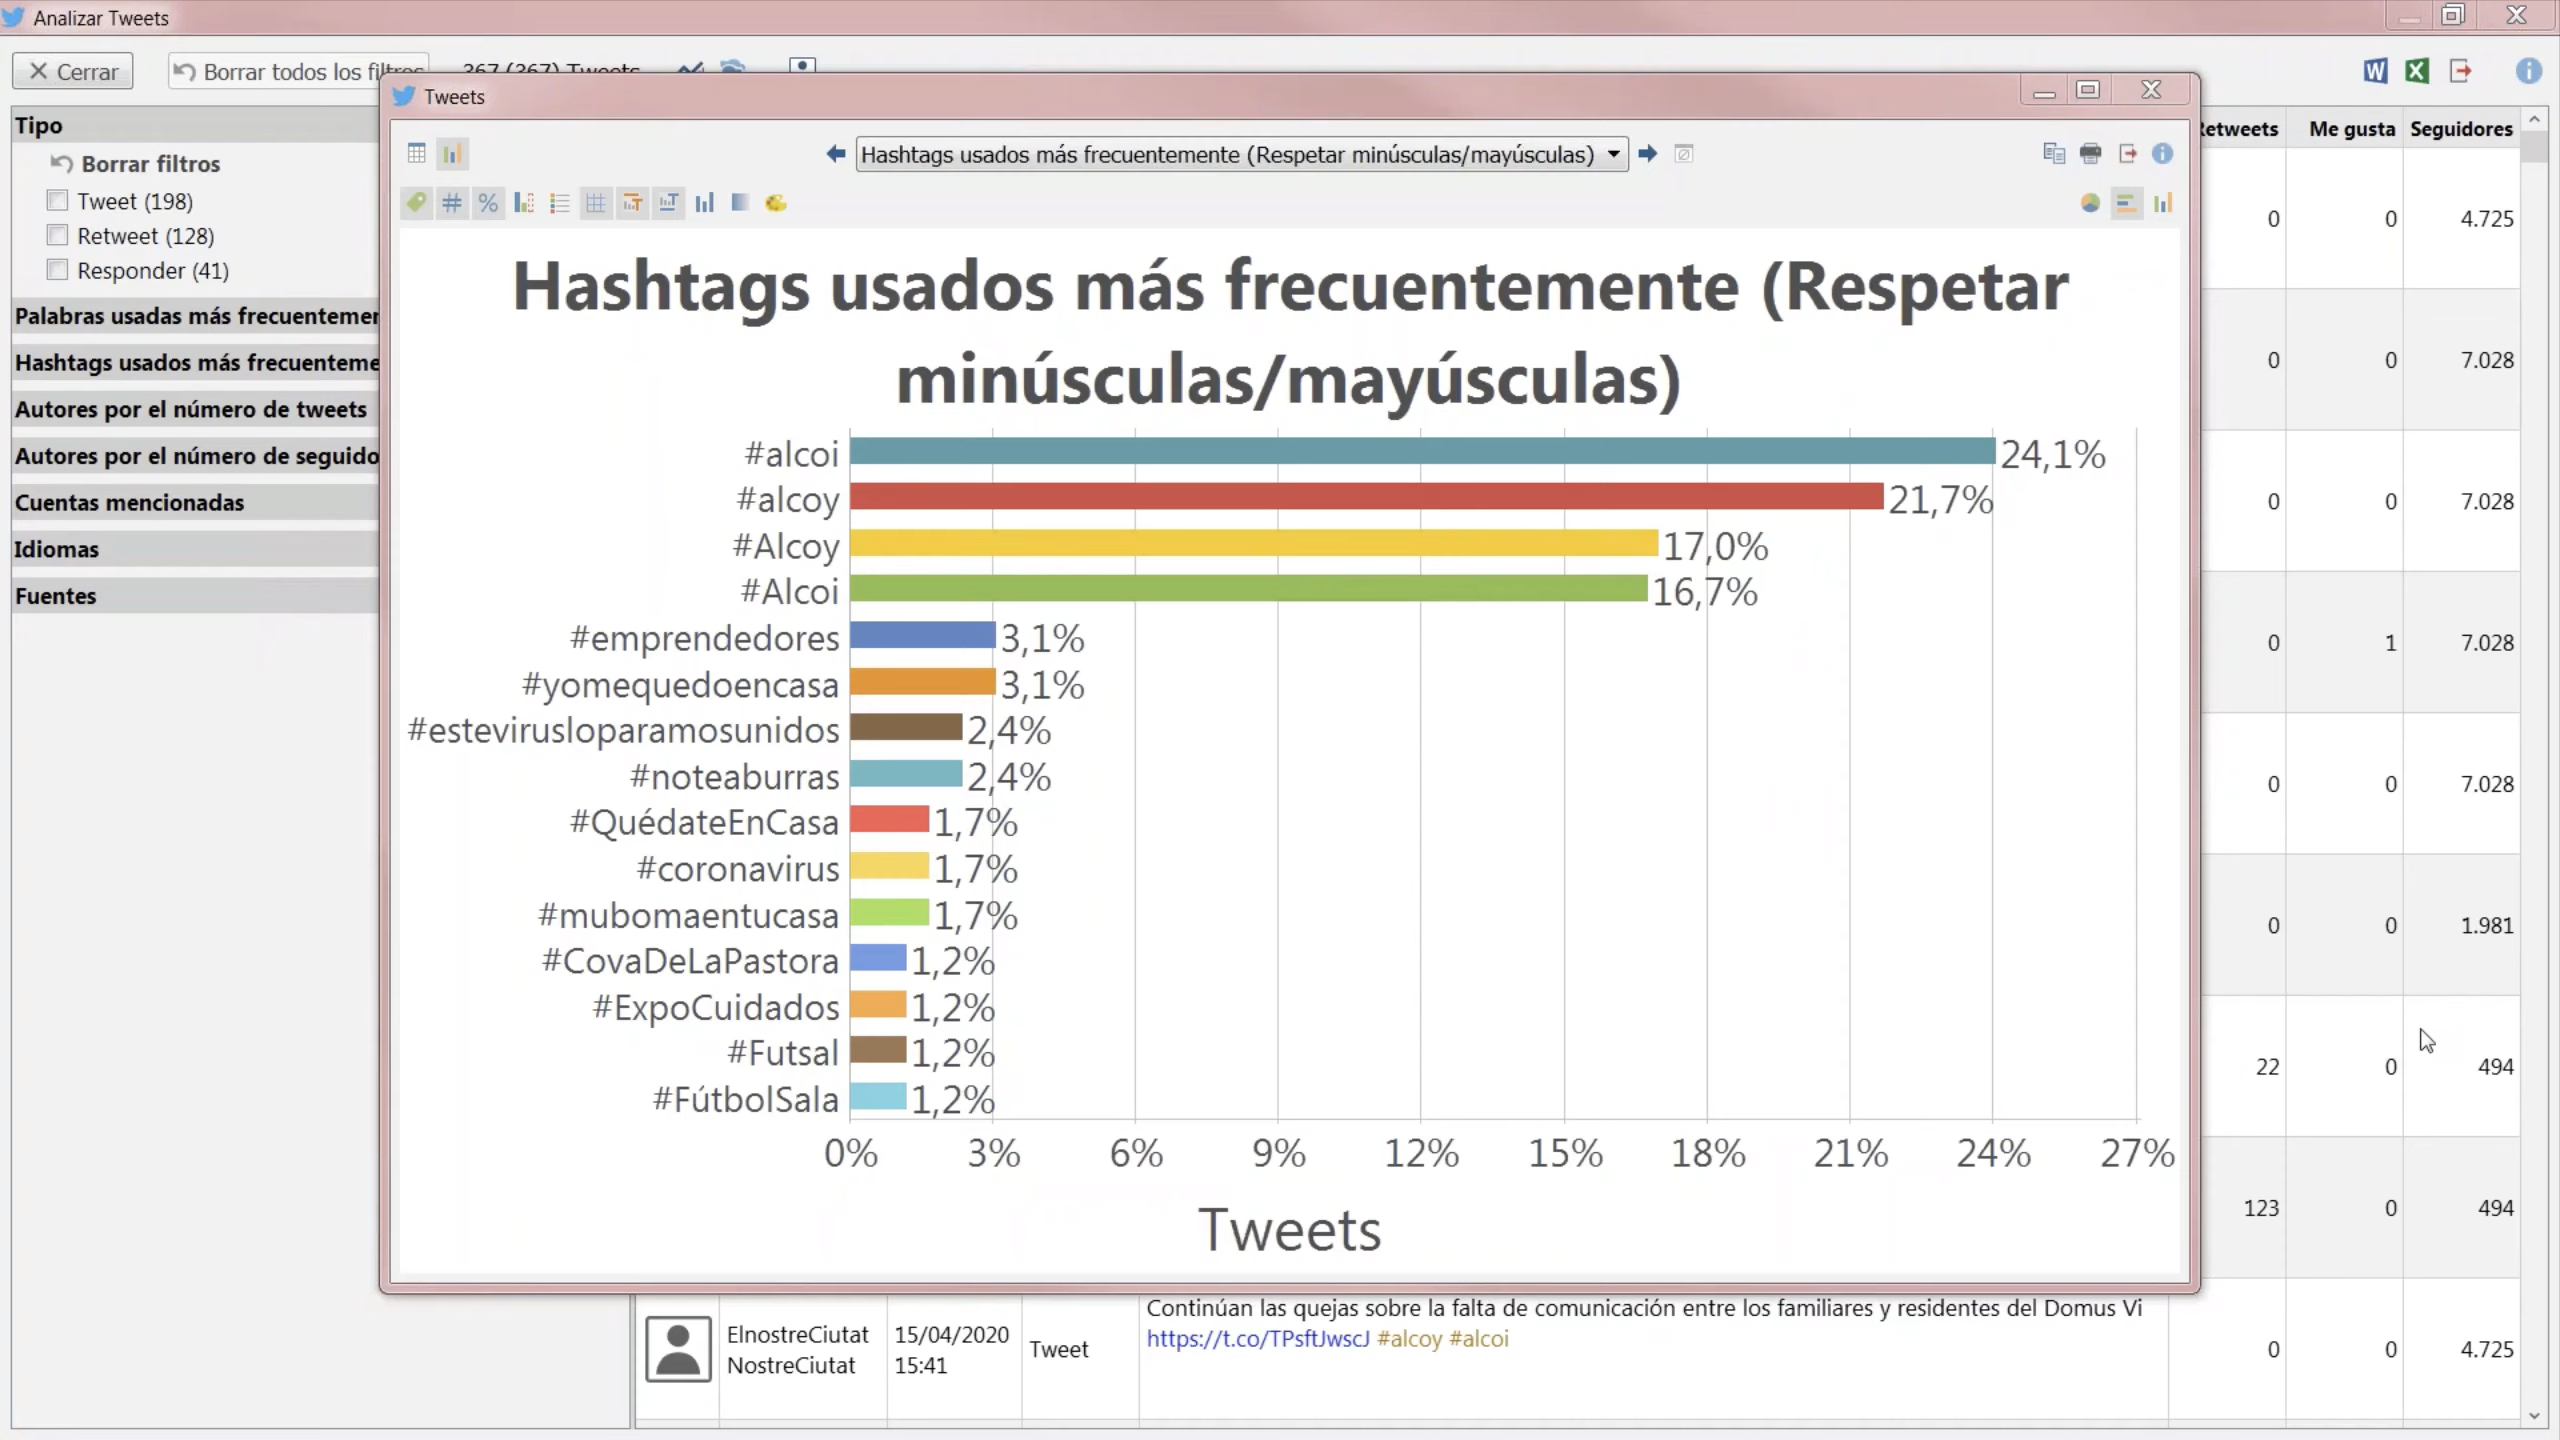 Analizar Tweets
Cerrar
Borrar todos los filtros
367 (367) Tweets
Tipo
Borrar filtros
Tweet (198)
Retweet (128)
Responder (41)
Palabras usadas más
Hashtags usados más
Autores por el número de tweets
Autores por el número de
Cuentas mencionadas
Idiomas
Fuentes
Tweets
Hashtags usados más frecuentemente (Respetar minúsculas/mayúsculas)
Hashtags usados más frecuentemente (Respetar
minúsculas/mayúsculas)
#alcoi 24,1%
#alcoy 21,7%
#Alcoy 17,0%
#Alcoi 16,7%
#emprendedores 3,1%
#yomequedoencasa 3,1%
#estevirusloparamosunidos 2,4%
#noteaburras 2,4%
#QuédateEnCasa 1,7%
#coronavirus 1,7%
#mubomaentucasa 1,7%
#CovaDeLaPastora 1,2%
#ExpoCuidados 1,2%
#Futsal 1,2%
#FútbolSala 1,2%
0% 3% 6% 9% 12% 15% 18% 21% 24% 27%
Tweets
Retweets Me gusta Seguidores
0 0 4.725
0 0 7.028
0 0 7.028
0 1 7.028
0 0 7.028
0 0 1.981
22 0 494
123 0 494
ElnostreCiutat
NostreCiutat
15/04/2020
15:41
Tweet
Continúan las quejas sobre la falta de comunicación entre los familiares y residentes del Domus Vi
https://t.co/TPsftJwscJ #alcoy #alcoi
0 0 4.725